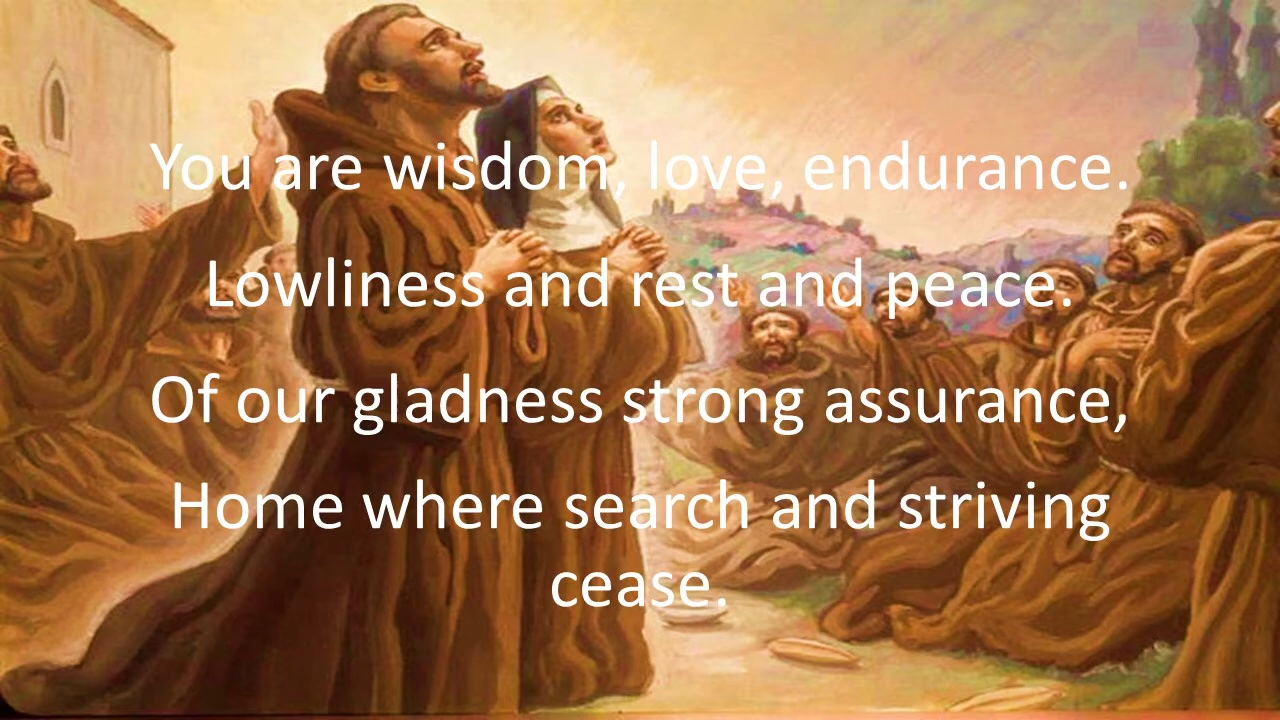 You are wisdom, love, endurance.
Lowliness and rest and peace.
Of our gladness strong assurance,
Home where search and striving
cease.